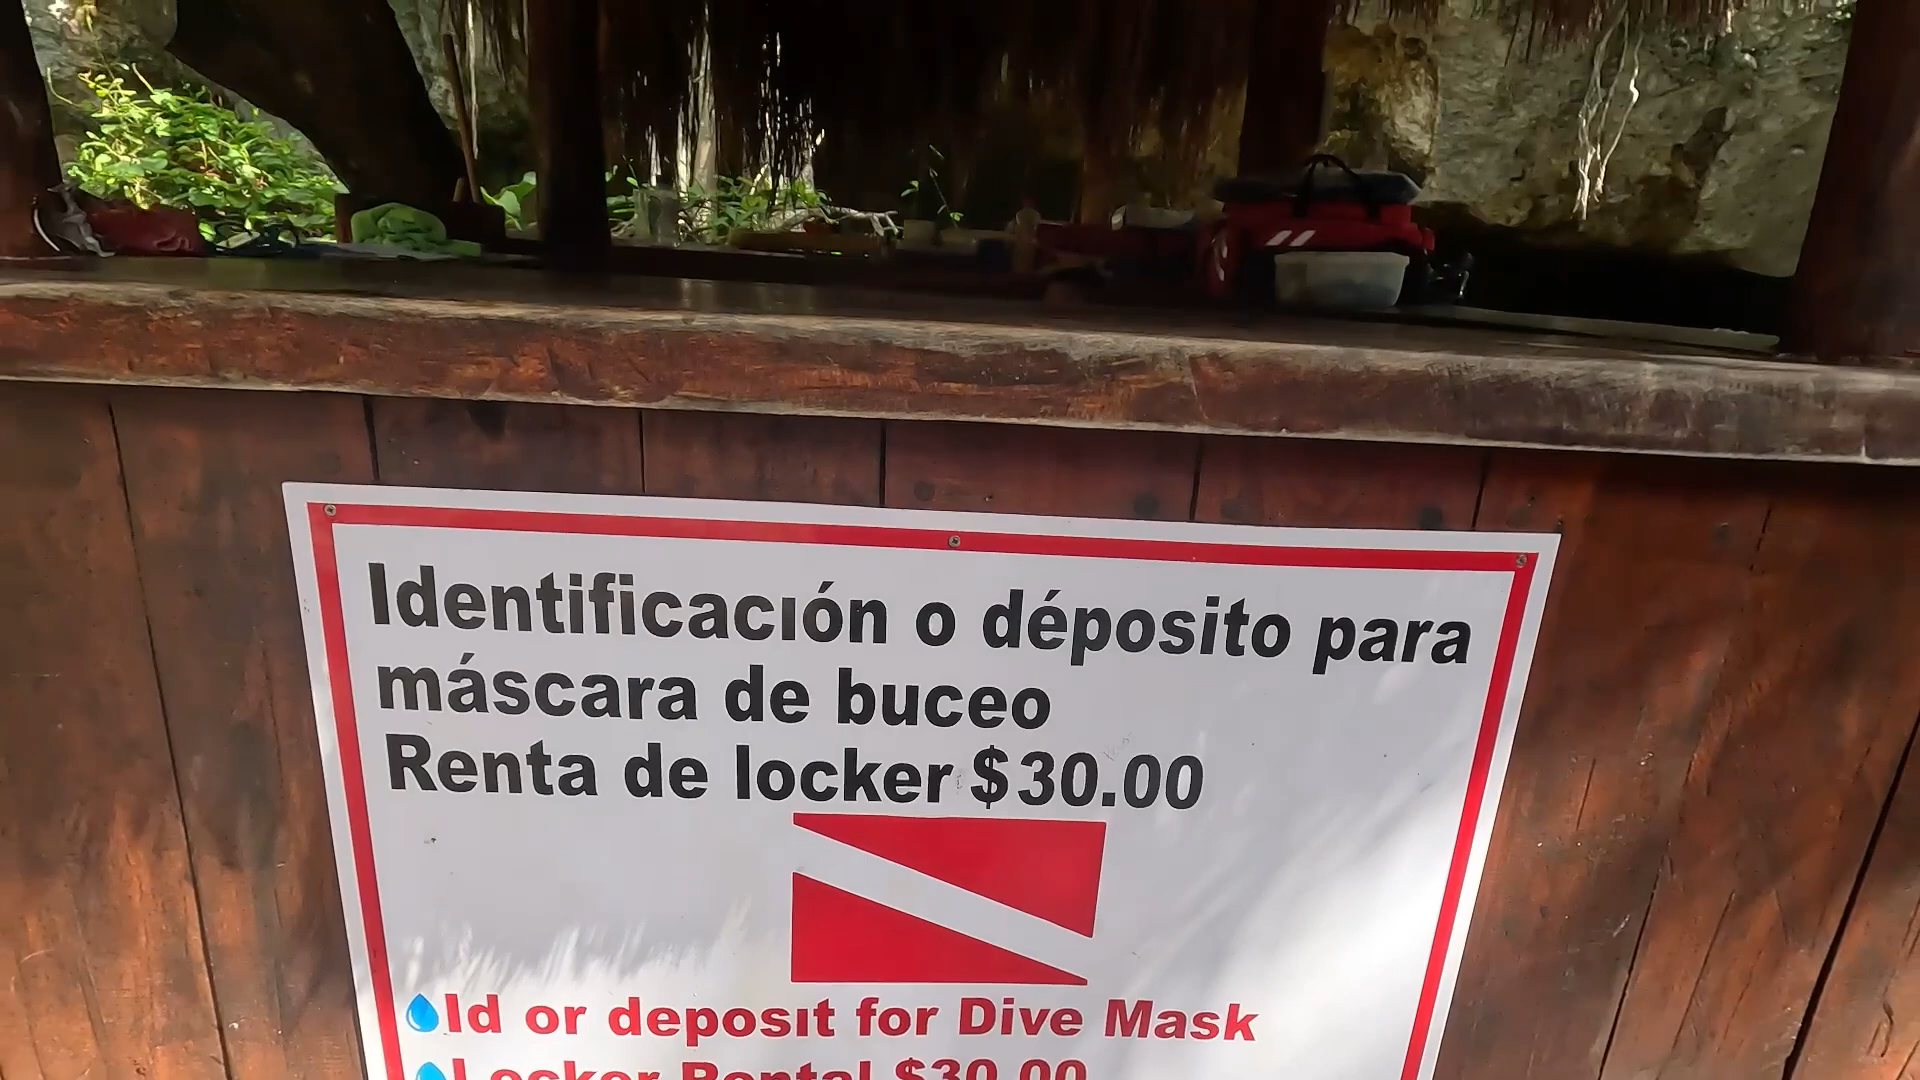 Identificación o déposito para
máscara de buceo
Renta de locker $30.00
Id or deposit for Dive Mask
Locker Rental $30.00